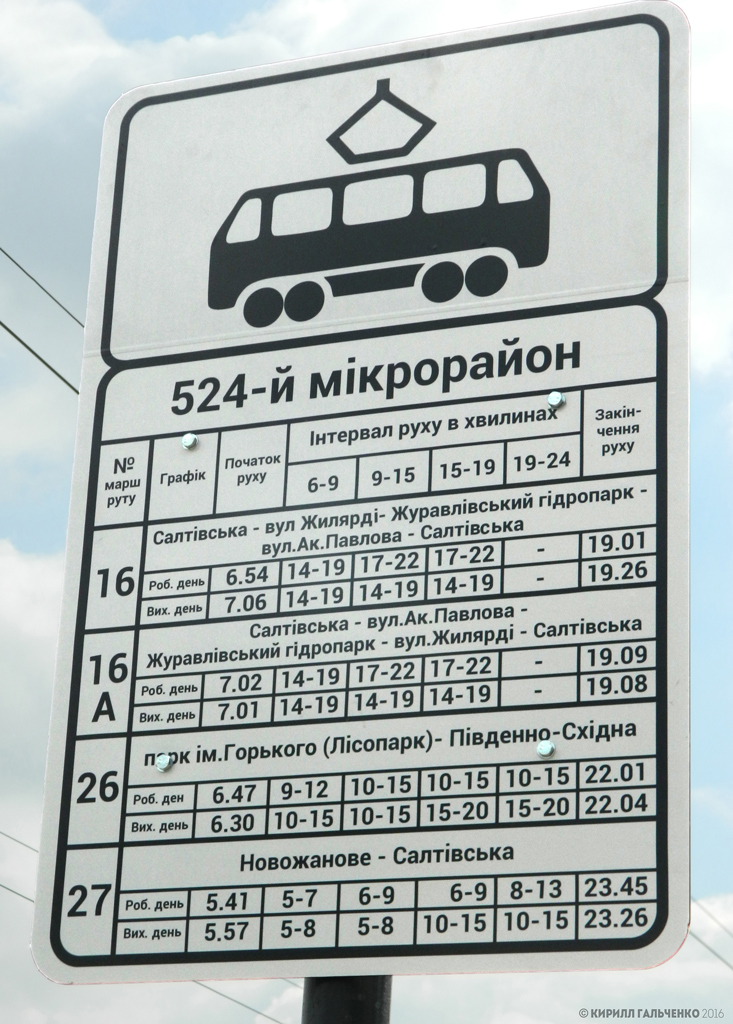 524-й мікрорайон
№ марш руту
Графік
Початок руху
Інтервал руху в хвилинах
6-9 9-15 15-19 19-24
Закін-
чення
руху
16
Салтівська - вул Жилярді- Журавлівський гідропарк -
вул.Ак.Павлова - Салтівська
Роб. день 6.54 14-19 17-22 17-22 - 19.01
Вих. день 7.06 14-19 14-19 14-19 - 19.26
16
А
Салтівська - вул.Ак.Павлова -
Журавлівський гідропарк - вул.Жилярді - Салтівська
Роб. день 7.02 14-19 17-22 17-22 - 19.09
Вих. день 7.01 14-19 14-19 14-19 - 19.08
26
парк ім.Горького (Лісопарк)- Південно-Східна
Роб. ден 6.47 9-12 10-15 10-15 10-15 22.01
Вих. день 6.30 10-15 10-15 15-20 15-20 22.04
27
Новожанове - Салтівська
Роб. день 5.41 5-7 6-9 6-9 8-13 23.45
Вих. день 5.57 5-8 5-8 10-15 10-15 23.26
© КИРИЛЛ ГАЛЬЧЕНКО 2016